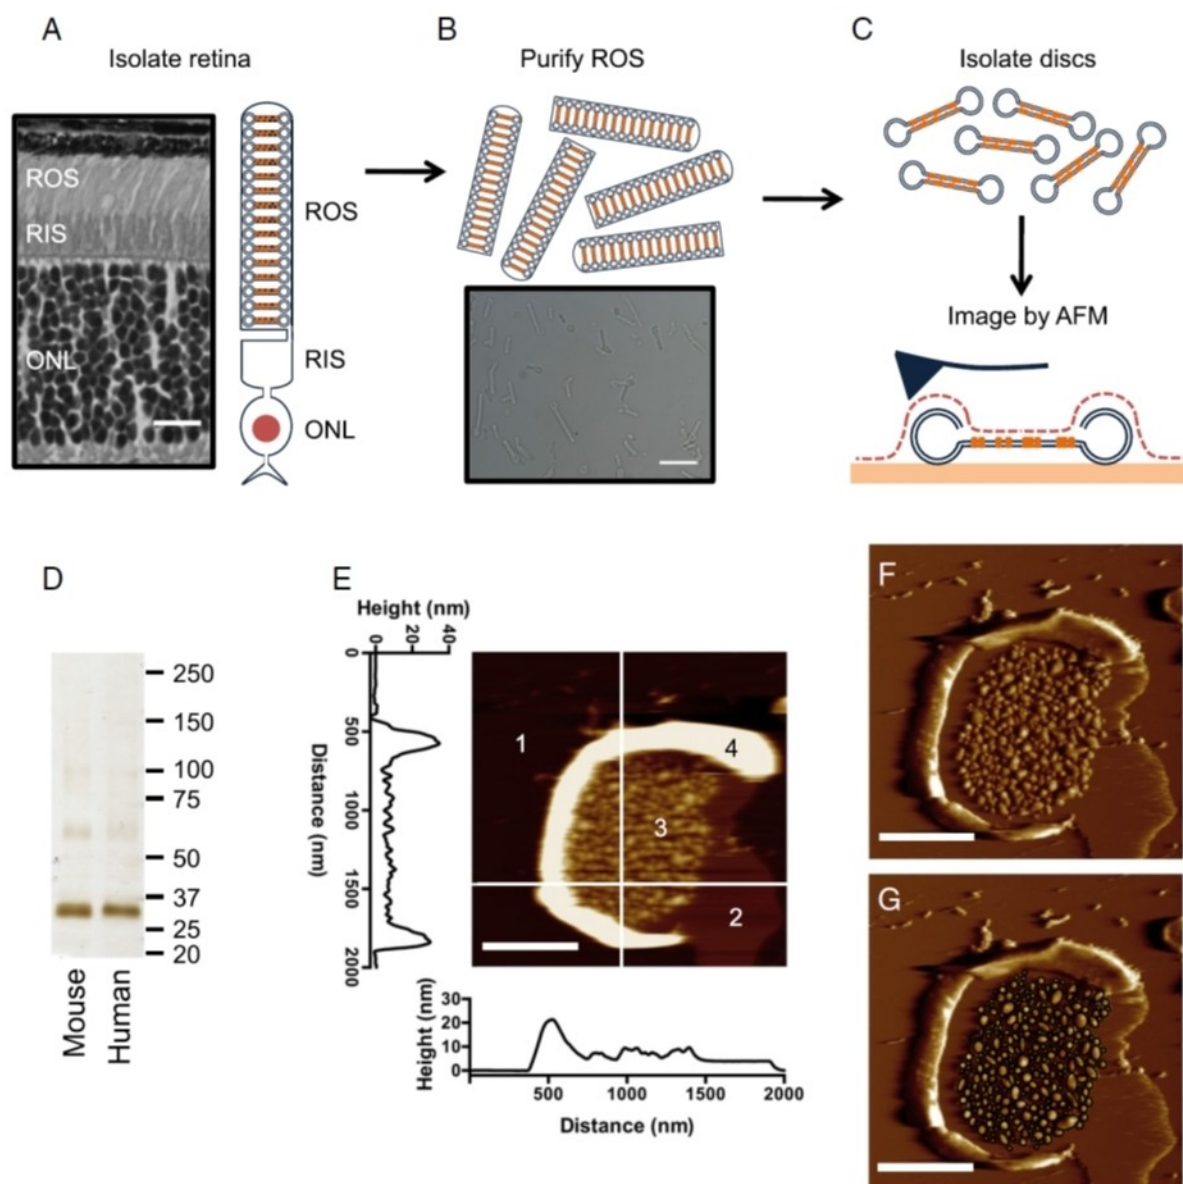 A
Isolate retina
ROS
RIS
ONL
ROS
RIS
ONL
B
Purify ROS
C
Isolate discs
Image by AFM
D
250
150
100
75
50
37
25
20
Mouse
Human
E
Height (nm)
0 20 40
0
500
1000
1500
2000
Distance (nm)
1
4
3
2
Height (nm)
30
20
10
0
500 1000 1500 2000
Distance (nm)
F
G